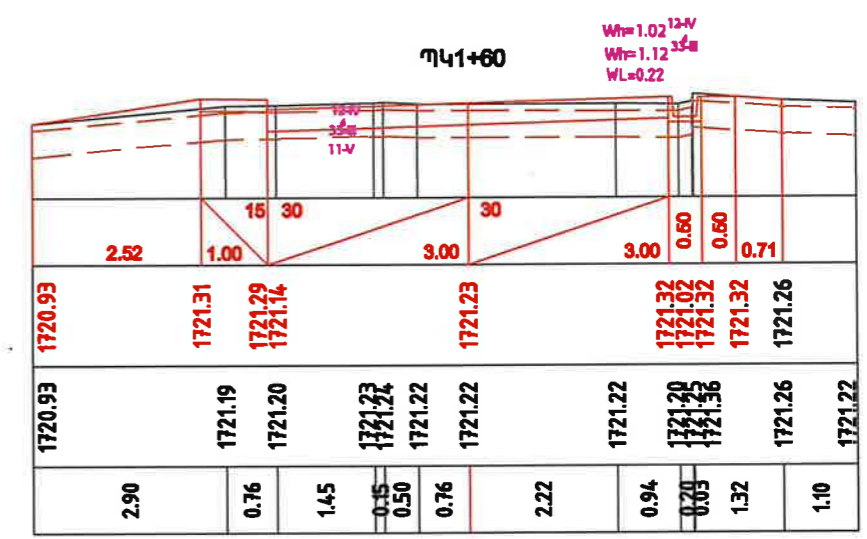 Պկ1+60
Wh=1.02 12-IV
Wh=1.12 33-III
WL=0.22
12-IV
33-III
11-V
15 30 30
2.52 1.00 3.00 3.00 0.60 0.60 0.71
1720.93 1721.31 1721.29 1721.14 1721.23 1721.32 1721.02 1721.32 1721.32 1721.26
1720.93 1721.19 1721.20 1721.23 1721.24 1721.22 1721.22 1721.22 1721.20 1721.25 1721.36 1721.26 1721.22
2.90 0.76 1.45 0.15 0.50 0.76 2.22 0.94 0.20 0.03 1.32 1.10